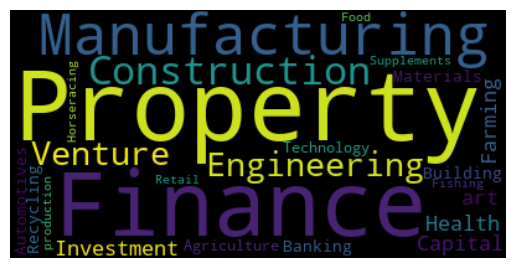 Food
Manufacturing
Construction
Supplements
Materials
Horseracing
Property
Farming
Venture
Technology
Engineering
Building
Finance
Retail
Fishing
Automotives
Recycling
production
art
Health
Investment
Agriculture
Banking
Capital